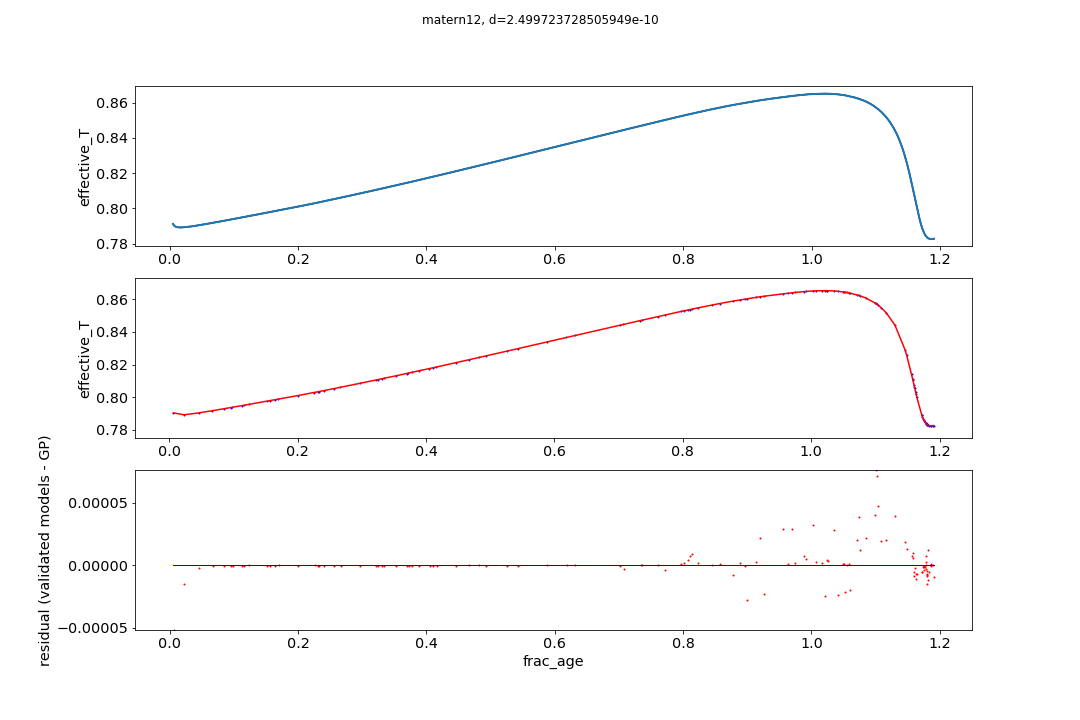 matern12, d=2.499723728505949e-10
effective_T
0.86
0.84
0.82
0.80
0.78
0.0 0.2 0.4 0.6 0.8 1.0 1.2
effective_T
0.86
0.84
0.82
0.80
0.78
0.0 0.2 0.4 0.6 0.8 1.0 1.2
residual (validated models - GP)
0.00005
0.00000
−0.00005
0.0 0.2 0.4 0.6 0.8 1.0 1.2
frac_age